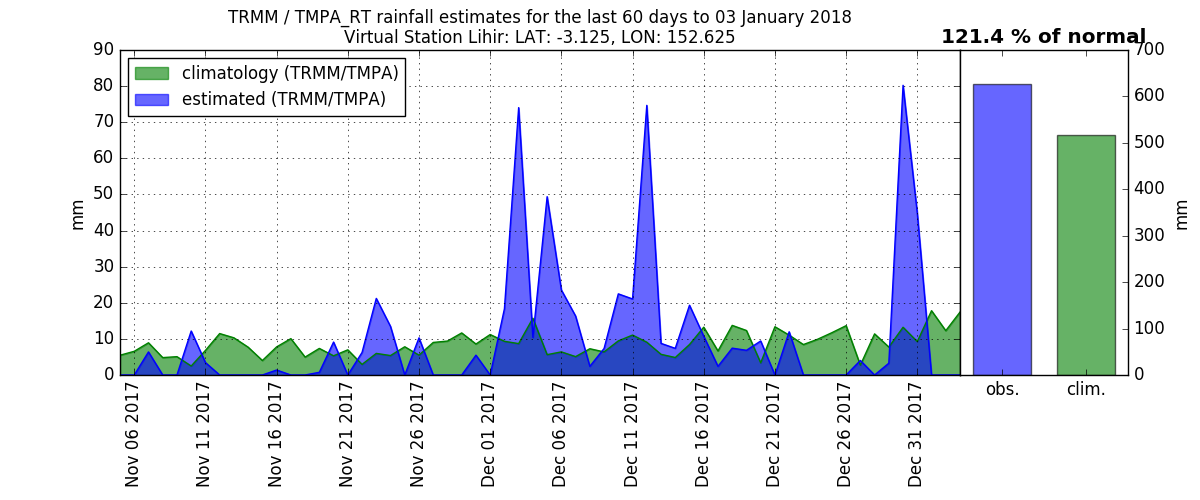 TRMM / TMPA_RT rainfall estimates for the last 60 days to 03 January 2018
Virtual Station Lihir: LAT: -3.125, LON: 152.625
121.4 % of normal
climatology (TRMM/TMPA)
estimated (TRMM/TMPA)
90
80
70
60
50
40
30
20
10
0
mm
Nov 06 2017
Nov 11 2017
Nov 16 2017
Nov 21 2017
Nov 26 2017
Dec 01 2017
Dec 06 2017
Dec 11 2017
Dec 16 2017
Dec 21 2017
Dec 26 2017
Dec 31 2017
700
600
500
400
300
200
100
0
mm
obs.
clim.